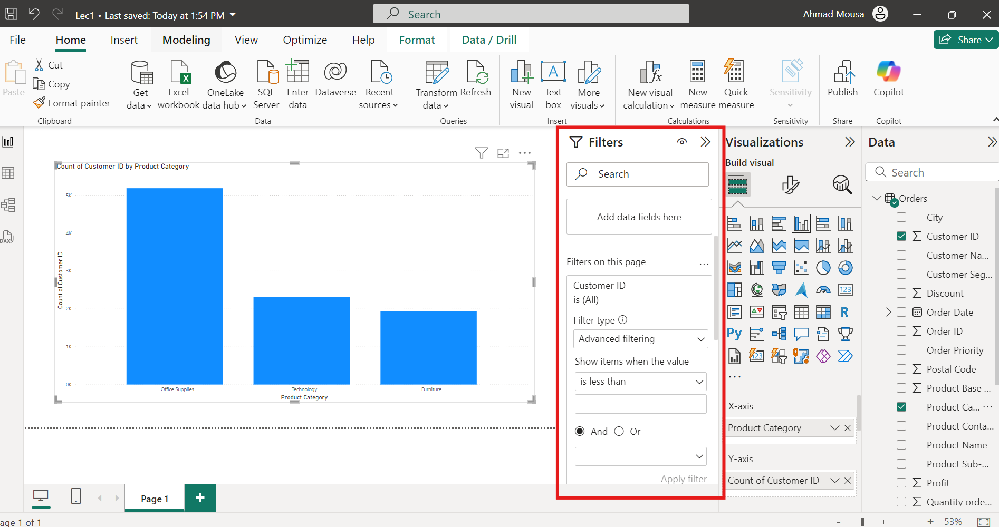 Lec1 • Last saved: Today at 1:54 PM
Search
Ahmad Mousa
File
Home
Insert
Modeling
View
Optimize
Help
Format
Data / Drill
Share
Paste
Cut
Copy
Format painter
Clipboard
Get data
Excel workbook
OneLake data hub
SQL Server
Enter data
Dataverse
Recent sources
Data
Transform data
Refresh
Queries
New visual
Text box
More visuals
Insert
New visual calculation
New measure
Quick measure
Calculations
Sensitivity
Sensitivity
Publish
Share
Copilot
Copilot
DAX
Count of Customer ID by Product Category
Count of Customer ID
5K
4K
3K
2K
1K
0K
Office Supplies
Technology
Furniture
Product Category
Filters
Search
Add data fields here
Filters on this page
...
Customer ID
is (All)
Filter type
Advanced filtering
Show items when the value
is less than
And
Or
Apply filter
Visualizations
Build visual
123
R
Py
123
...
X-axis
Product Category
Y-axis
Count of Customer ID
Data
Search
Orders
City
Σ Customer ID
Customer Na...
Customer Seg...
Σ Discount
Order Date
Σ Order ID
Order Priority
Σ Postal Code
Σ Product Base ...
Product Ca... ...
Product Conta...
Product Name
Product Sub-...
Σ Profit
Σ Quantity orde...
Page 1
+
age 1 of 1
- + 53%